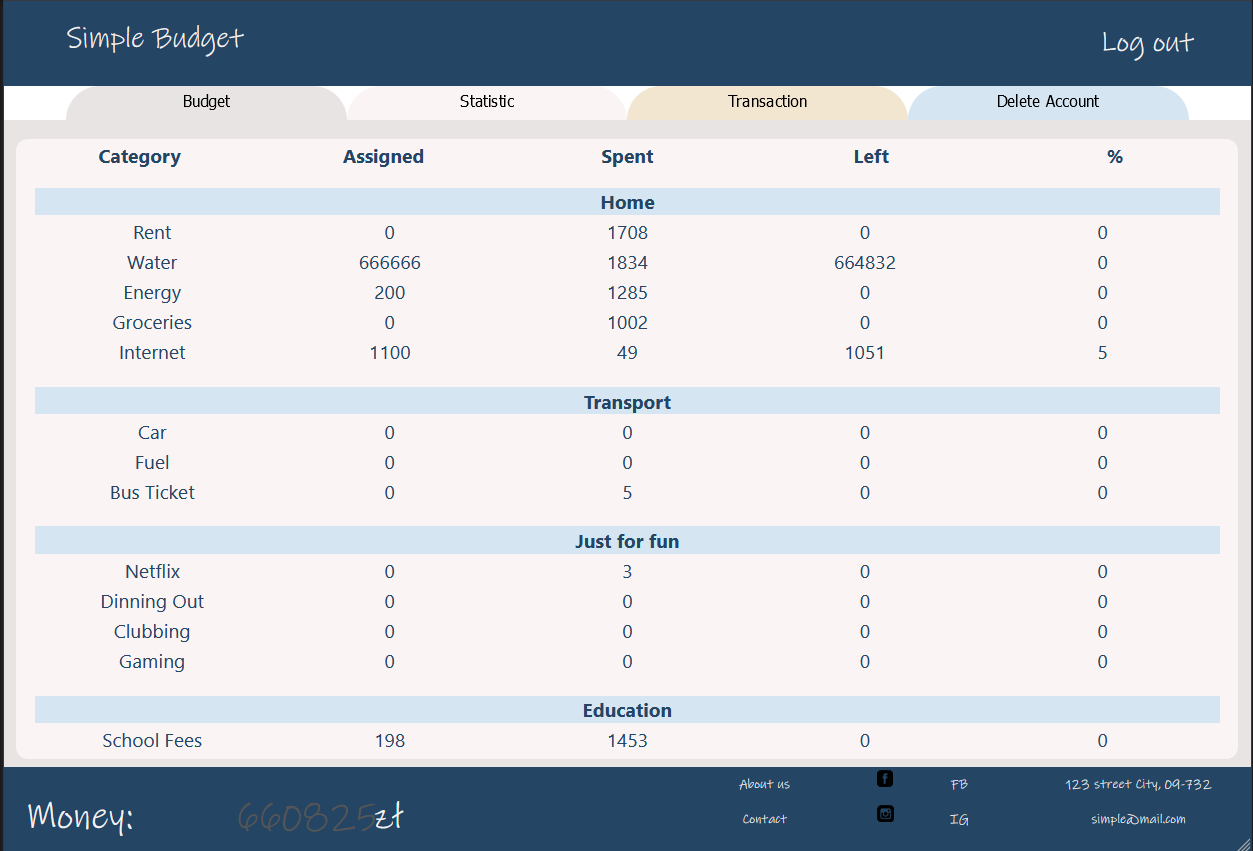 Simple Budget Log out
Budget Statistic Transaction Delete Account
Category Assigned Spent Left %
Home
Rent 0 1708 0 0
Water 666666 1834 664832 0
Energy 200 1285 0 0
Groceries 0 1002 0 0
Internet 1100 49 1051 5
Transport
Car 0 0 0 0
Fuel 0 0 0 0
Bus Ticket 0 5 0 0
Just for fun
Netflix 0 3 0 0
Dinning Out 0 0 0 0
Clubbing 0 0 0 0
Gaming 0 0 0 0
Education
School Fees 198 1453 0 0
About us FB 123 street City, 09-732
Money: 660825zł
Contact IG simple@mail.com